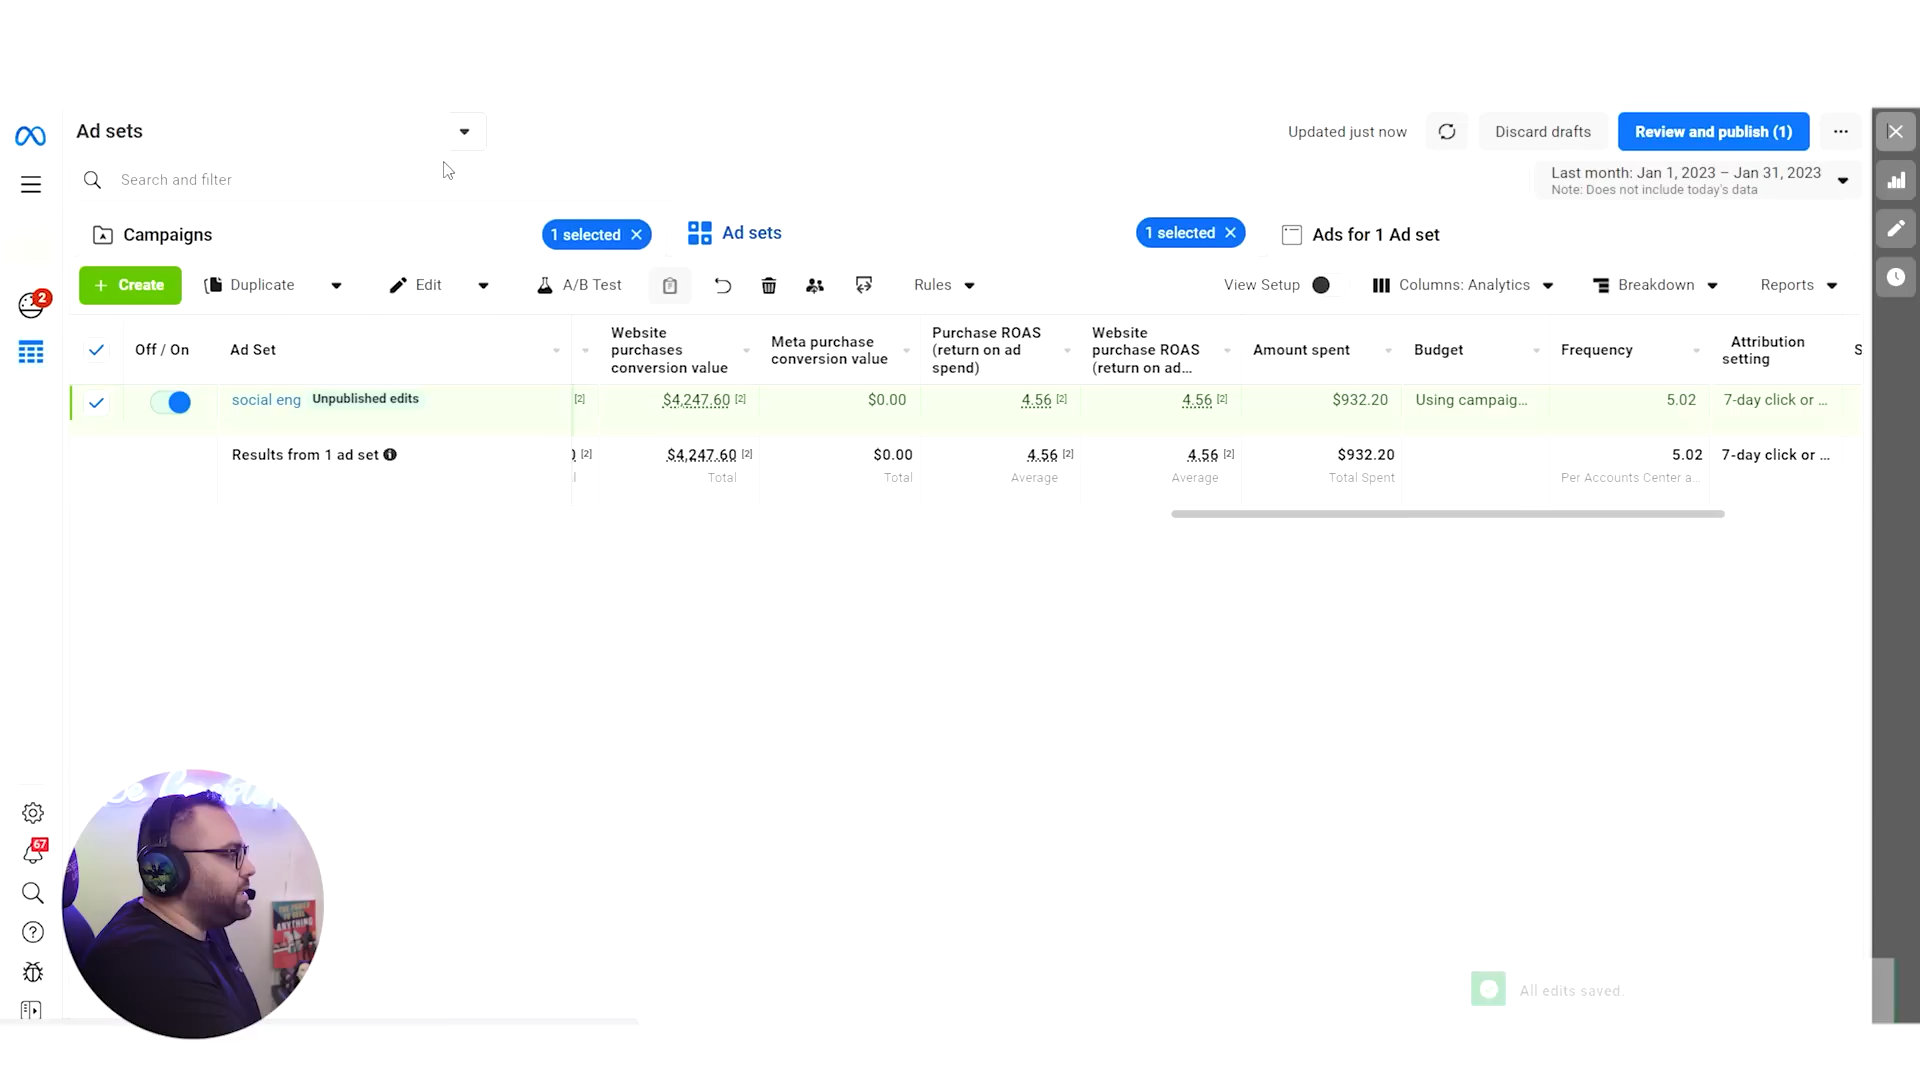 Ad sets
Updated just now
Discard drafts
Review and publish (1)
Search and filter
Last month: Jan 1, 2023 – Jan 31, 2023
Note: Does not include today's data
Campaigns
1 selected
Ad sets
1 selected
Ads for 1 Ad set
+ Create
Duplicate
Edit
A/B Test
Rules
View Setup
Columns: Analytics
Breakdown
Reports
2
Off / On
Ad Set
Website
purchases
conversion value
Meta purchase
conversion value
Purchase ROAS
(return on ad
spend)
Website
purchase ROAS
(return on ad...
Amount spent
Budget
Frequency
Attribution
setting
S
social eng
Unpublished edits
[2]
$4,247.60 [2]
$0.00
4.56 [2]
4.56 [2]
$932.20
Using campaig...
5.02
7-day click or ...
Results from 1 ad set
[2]
$4,247.60 [2]
Total
$0.00
Total
4.56 [2]
Average
4.56 [2]
Average
$932.20
Total Spent
5.02
Per Accounts Center a...
7-day click or ...
67
THE POWER
TO SELL
ANYTHING
All edits saved.